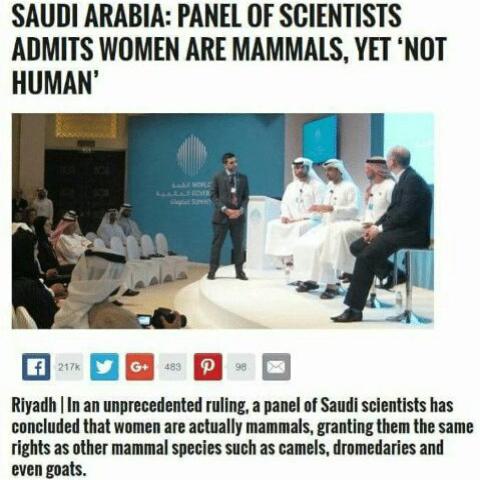 SAUDI ARABIA: PANEL OF SCIENTISTS
ADMITS WOMEN ARE MAMMALS, YET ‘NOT
HUMAN’
WORLD
217k
G+
483
98
Riyadh | In an unprecedented ruling, a panel of Saudi scientists has
concluded that women are actually mammals, granting them the same
rights as other mammal species such as camels, dromedaries and
even goats.